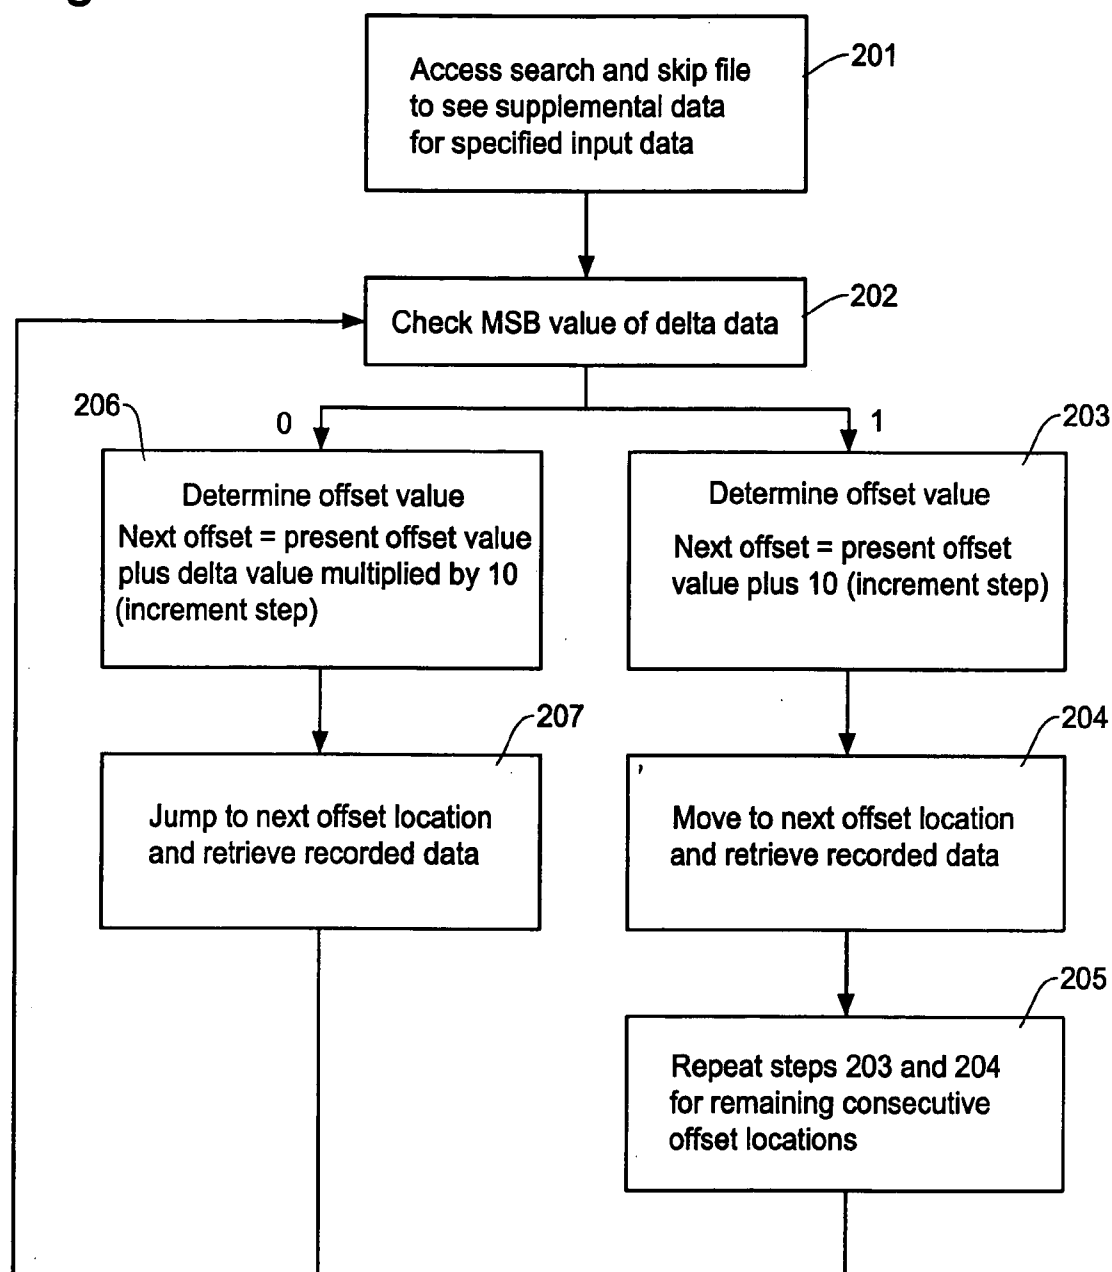 201
Access search and skip file
to see supplemental data
for specified input data
202
Check MSB value of delta data
206
0
1
203
Determine offset value
Next offset = present offset value
plus delta value multiplied by 10
(increment step)
Determine offset value
Next offset = present offset
value plus 10 (increment step)
207
Jump to next offset location
and retrieve recorded data
204
Move to next offset location
and retrieve recorded data
205
Repeat steps 203 and 204
for remaining consecutive
offset locations